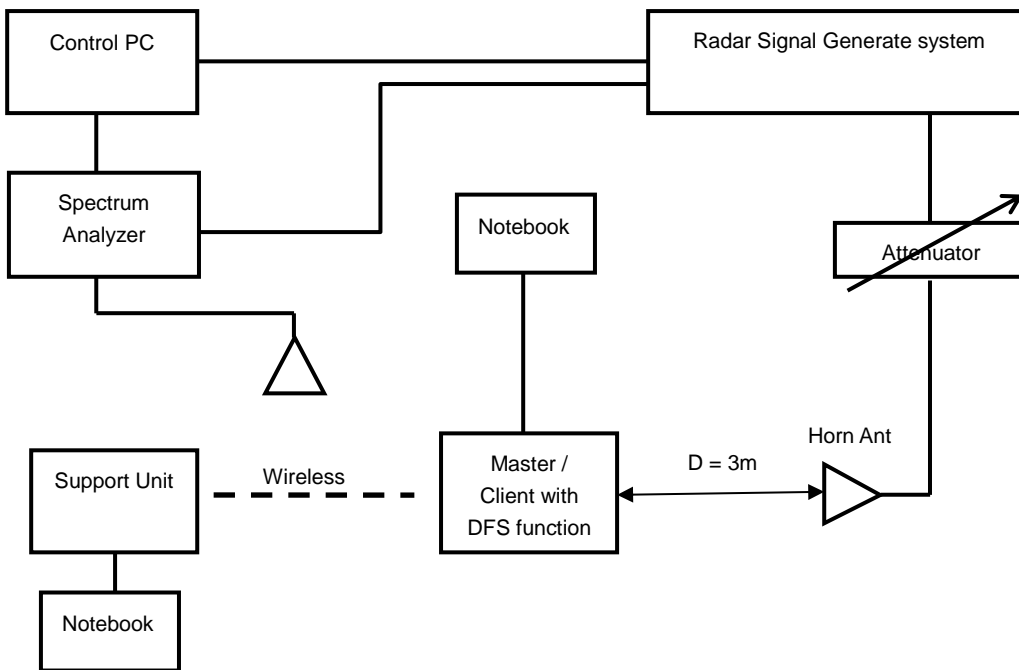 Control PC
Radar Signal Generate system
Spectrum
Analyzer
Notebook
Attenuator
Horn Ant
D = 3m
Master /
Client with
DFS function
Wireless
Support Unit
Notebook